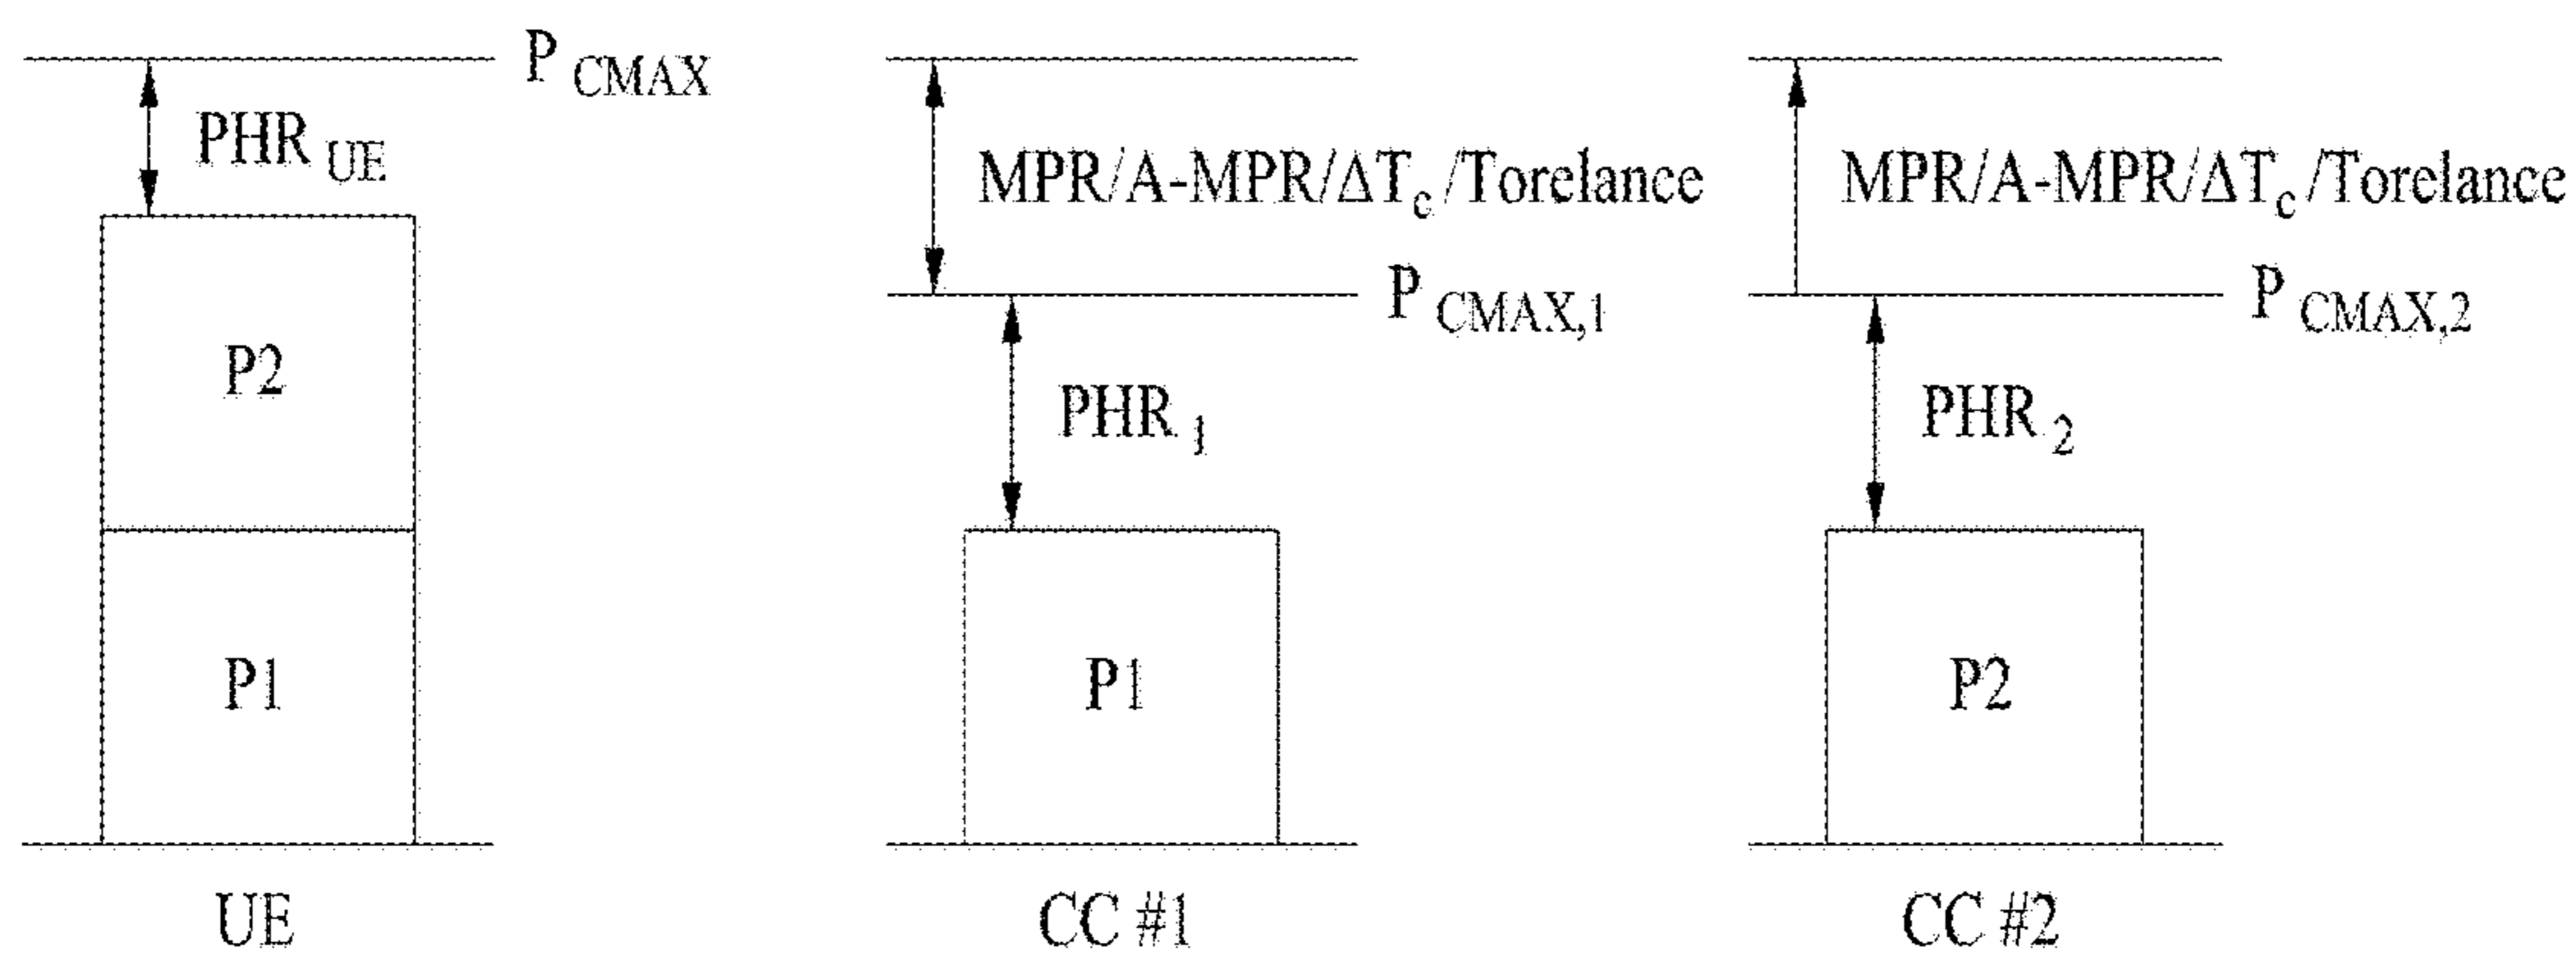 P CMAX
PHR UE
P2
P1
UE
MPR/A-MPR/ΔTc/Torelance
P CMAX,1
PHR 1
P1
CC #1
MPR/A-MPR/ΔTc/Torelance
P CMAX,2
PHR 2
P2
CC #2